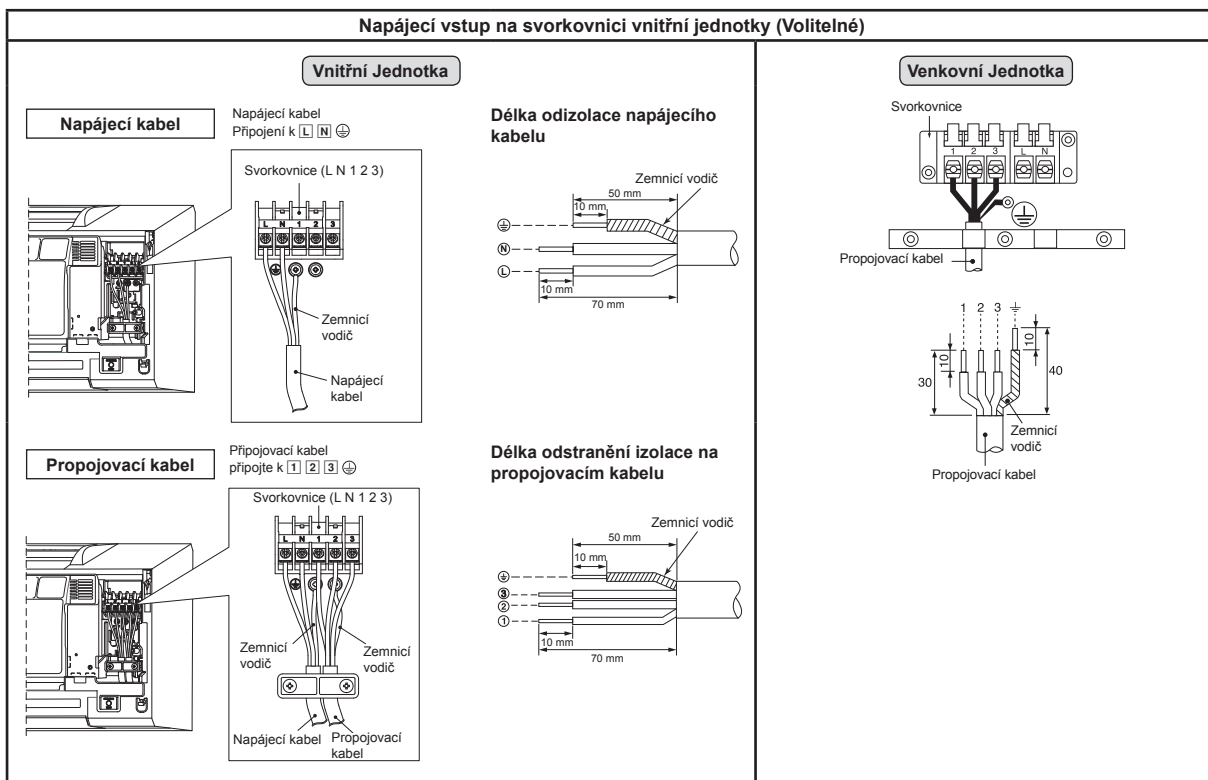 Napájecí vstup na svorkovnici vnitřní jednotky (Volitelné)
Vnitřní Jednotka
Napájecí kabel
Napájecí kabel
Připojení k L N ⏚
Svorkovnice (L N 1 2 3)
L N 1 2 3
Zemnicí
vodič
Napájecí
kabel
Délka odizolace napájecího
kabelu
Zemnicí vodič
50 mm
10 mm
⏚
N
L
10 mm
70 mm
Propojovací kabel
Připojovací kabel
připojte k 1 2 3 ⏚
Svorkovnice (L N 1 2 3)
L N 1 2 3
Zemnicí
vodič
Zemnicí
vodič
Napájecí kabel
Propojovací
kabel
Délka odstranění izolace na
propojovacím kabelu
Zemnicí vodič
50 mm
10 mm
⏚
③
②
①
10 mm
70 mm
Venkovní Jednotka
Svorkovnice
1 2 3 L N
⏚
Propojovací kabel
1 2 3 ⏚
10
30
10
40
Zemnicí
vodič
Propojovací kabel